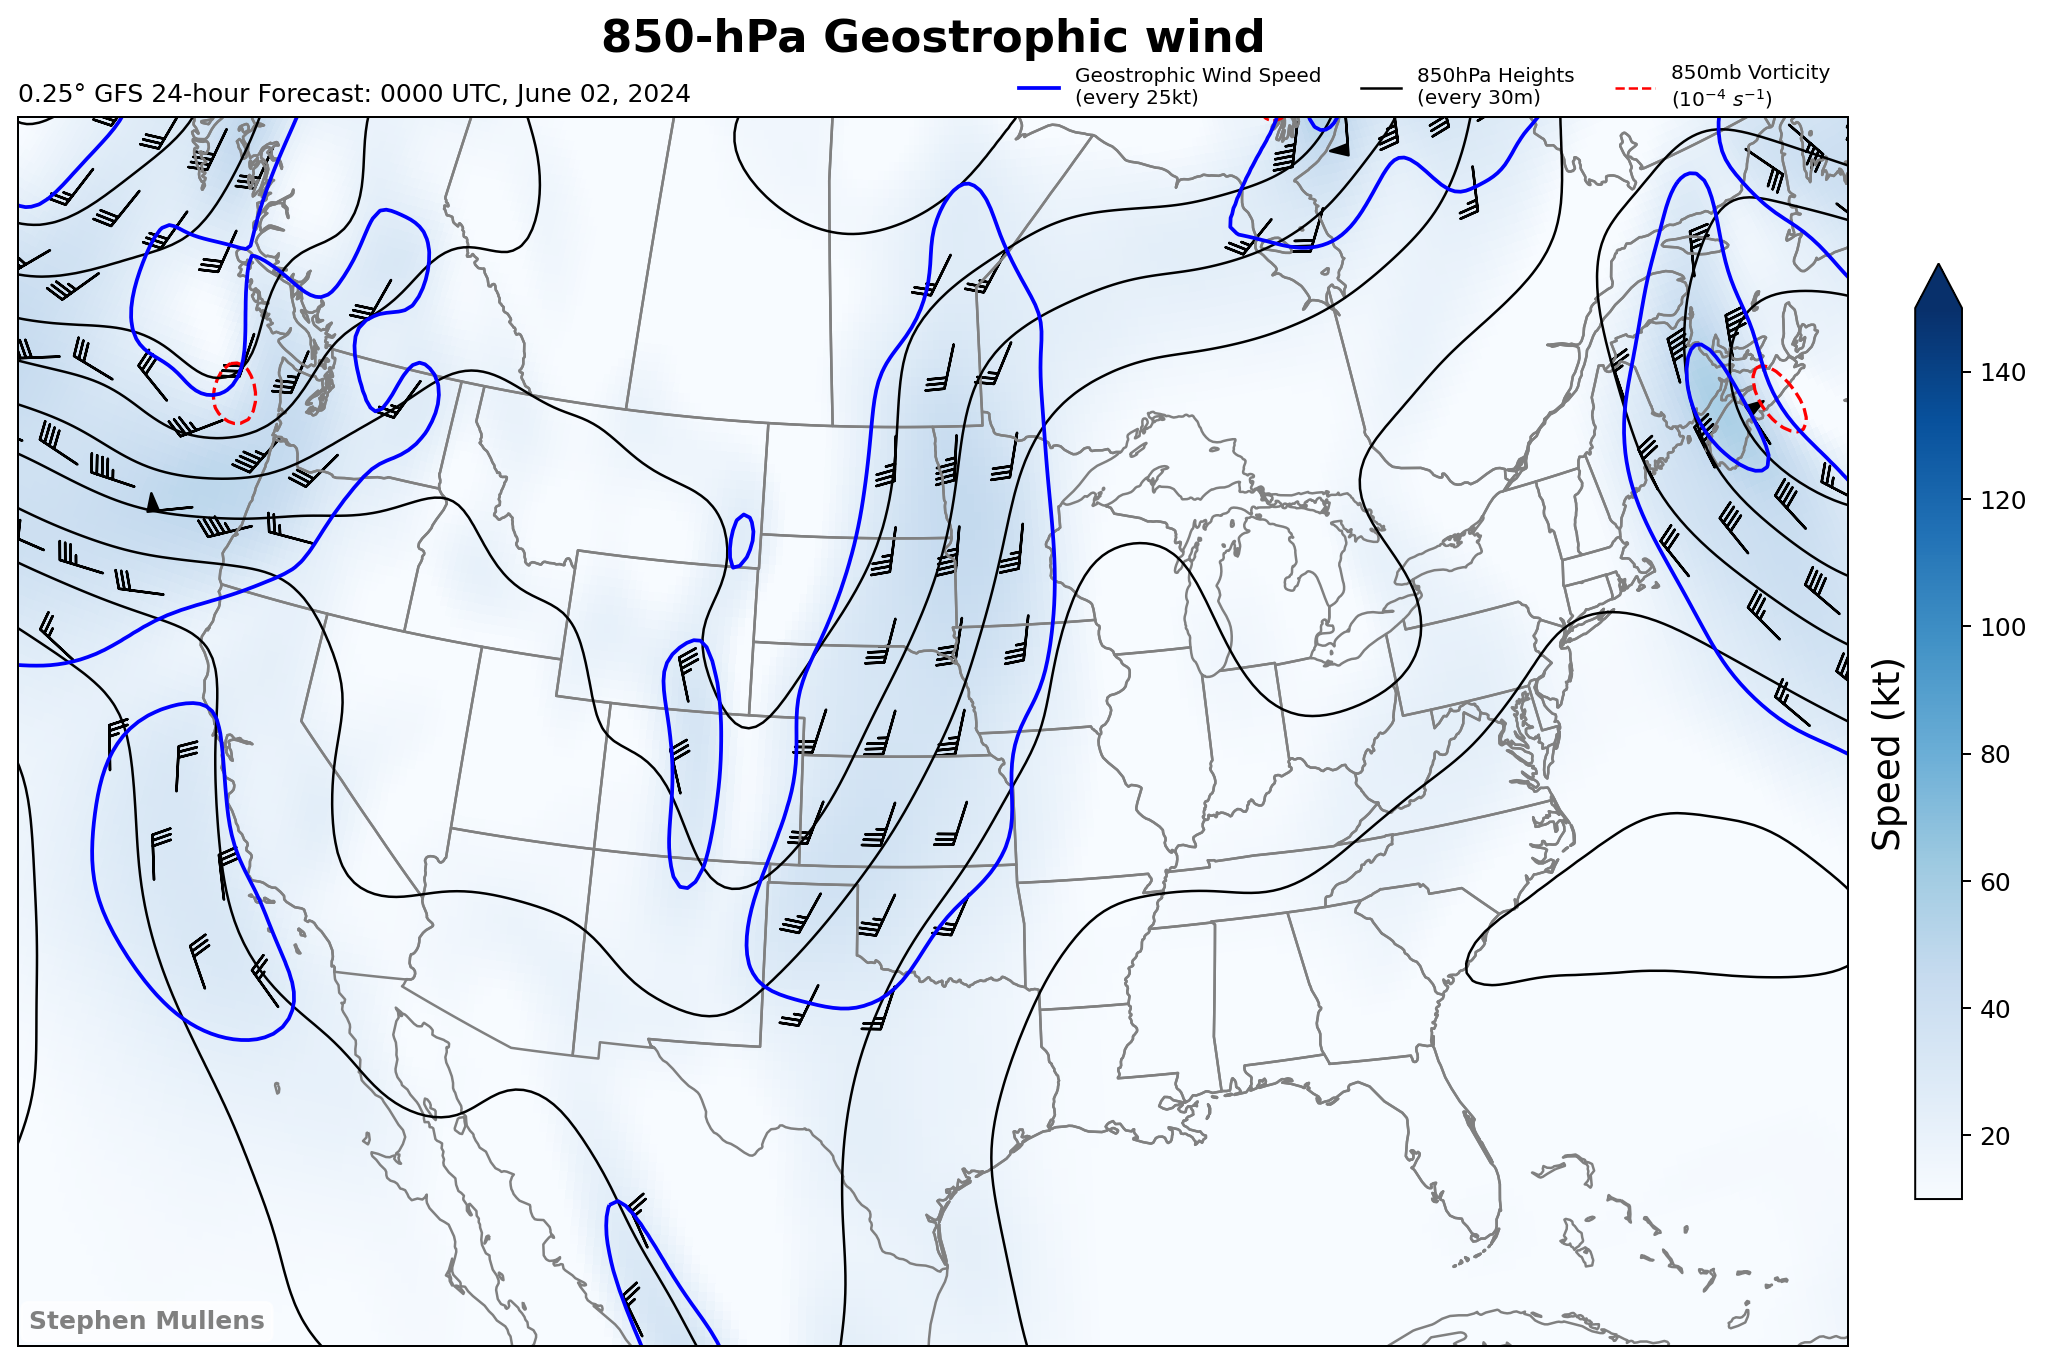 850-hPa Geostrophic wind
0.25° GFS 24-hour Forecast: 0000 UTC, June 02, 2024
Geostrophic Wind Speed
(every 25kt)
850hPa Heights
(every 30m)
850mb Vorticity
(10⁻⁴ s⁻¹)
140
120
100
80
60
40
20
Speed (kt)
Stephen Mullens